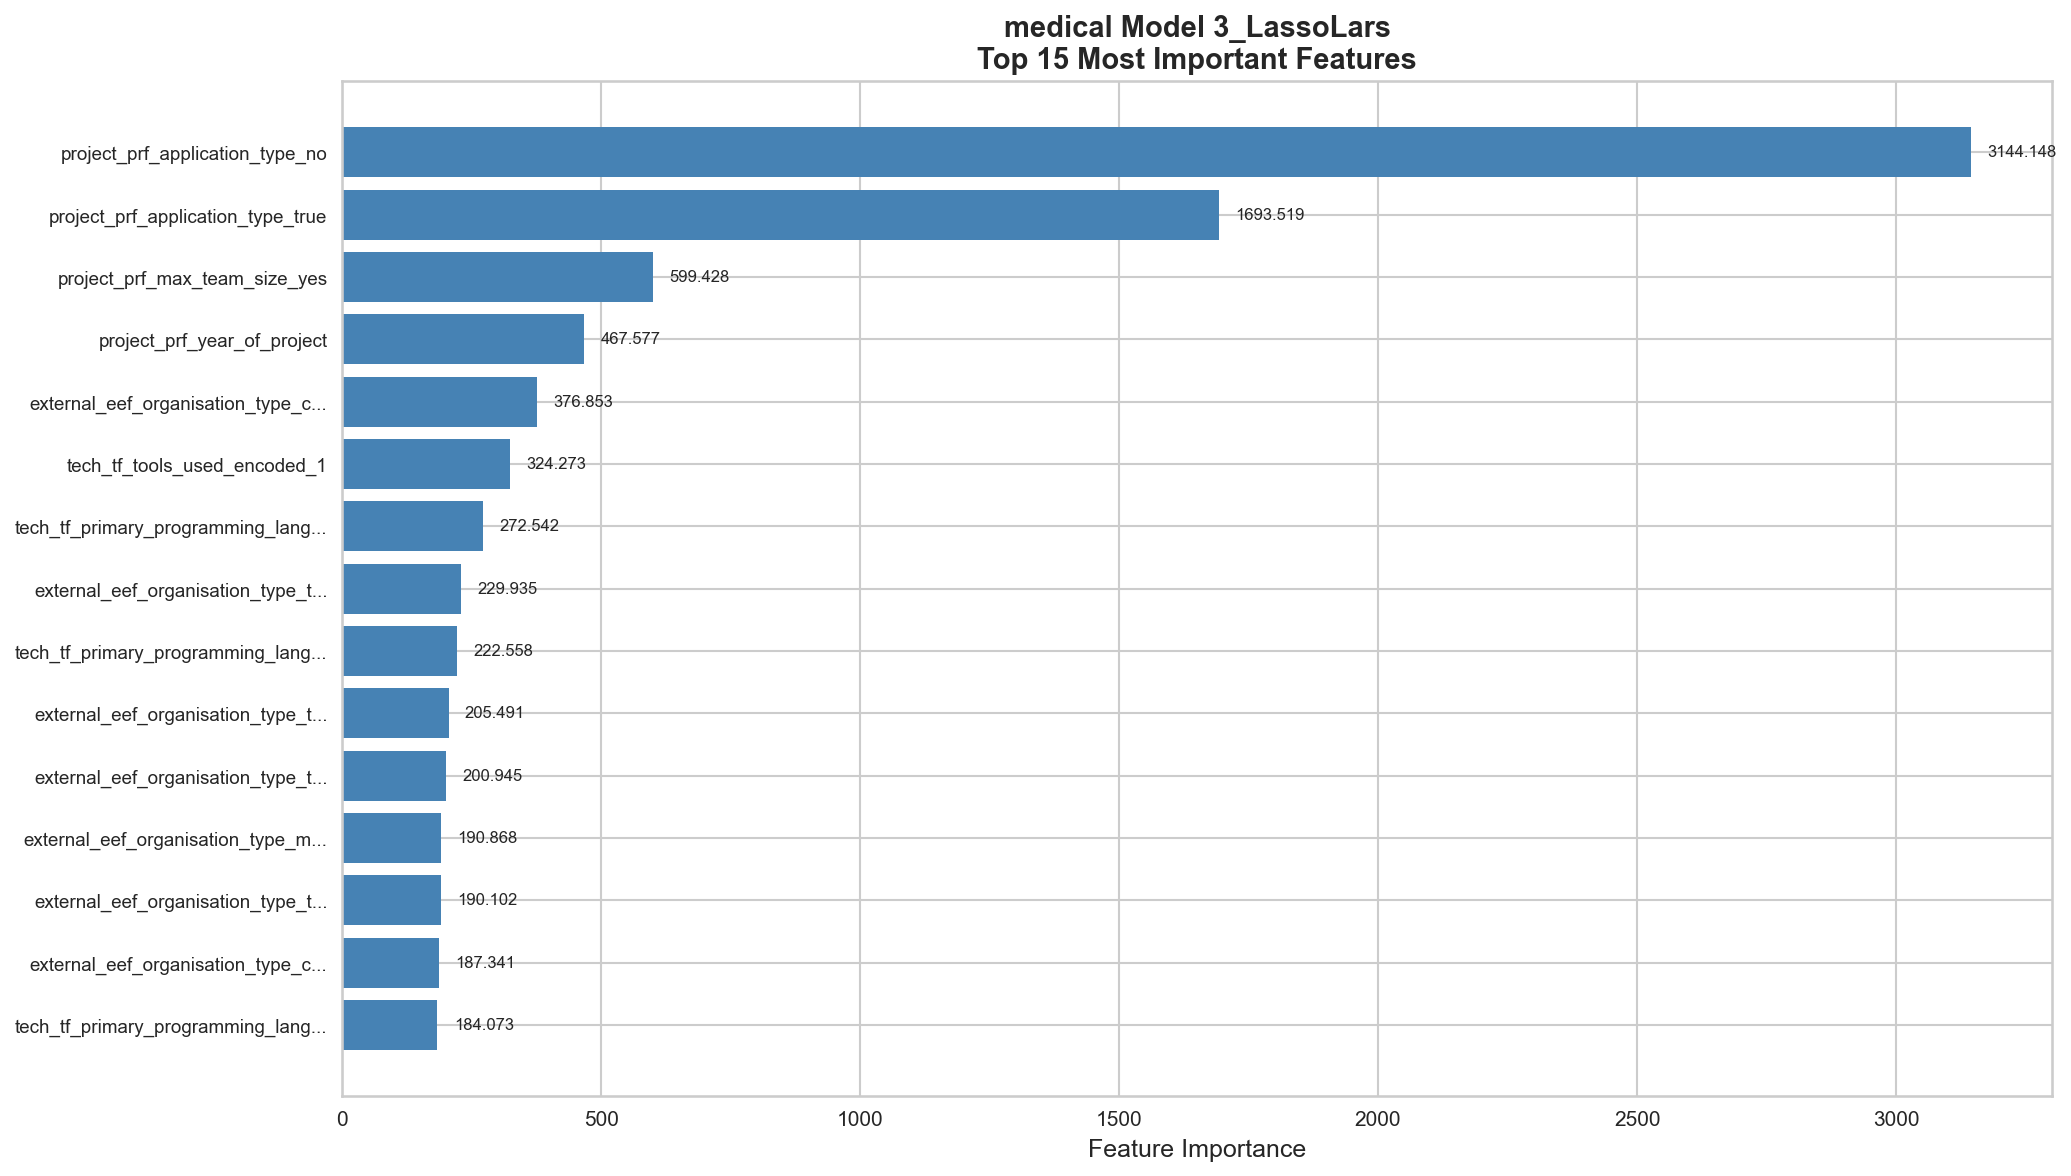 medical Model 3_LassoLars
Top 15 Most Important Features
project_prf_application_type_no 3144.148
project_prf_application_type_true 1693.519
project_prf_max_team_size_yes 599.428
project_prf_year_of_project 467.577
external_eef_organisation_type_c... 376.853
tech_tf_tools_used_encoded_1 324.273
tech_tf_primary_programming_lang... 272.542
external_eef_organisation_type_t... 229.935
tech_tf_primary_programming_lang... 222.558
external_eef_organisation_type_t... 205.491
external_eef_organisation_type_t... 200.945
external_eef_organisation_type_m... 190.868
external_eef_organisation_type_t... 190.102
external_eef_organisation_type_c... 187.341
tech_tf_primary_programming_lang... 184.073
0 500 1000 1500 2000 2500 3000
Feature Importance